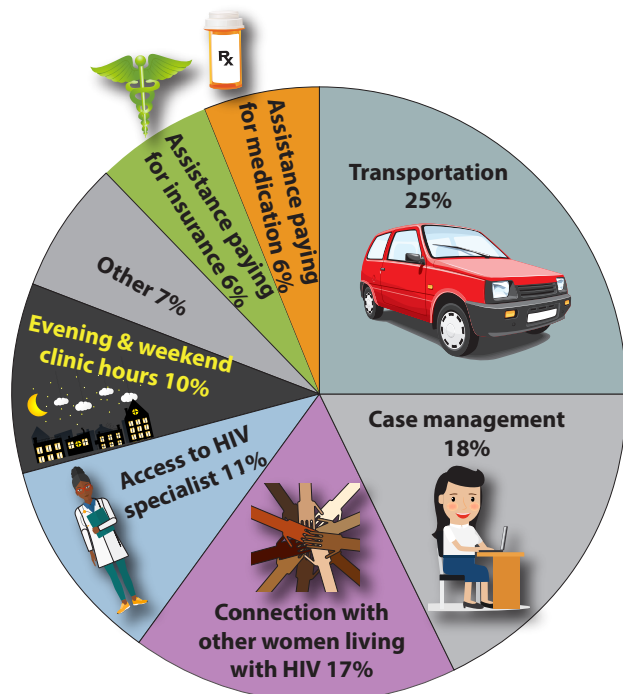 Rx
Assistance paying
for medication 6%
Assistance paying
for insurance 6%
Transportation
25%
Other 7%
Evening & weekend
clinic hours 10%
Case management
18%
Access to HIV
specialist 11%
Connection with
other women living
with HIV 17%